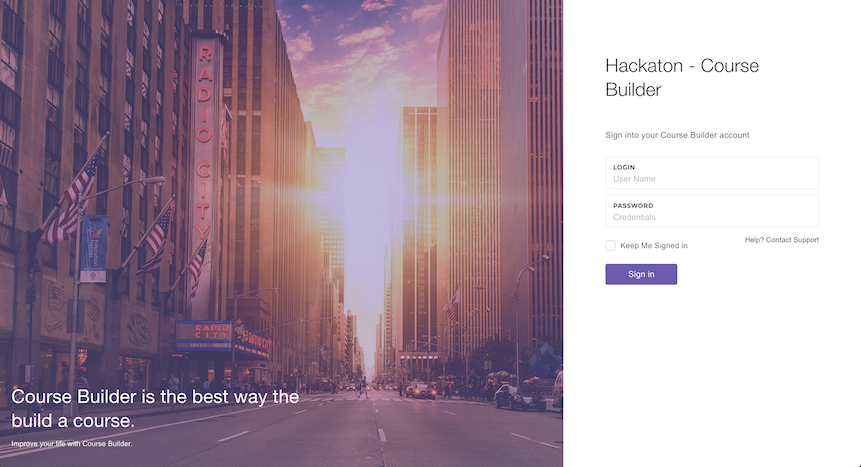 RADIO CITY
RADIO
CITY
RADIO CITY
Course Builder is the best way the
build a course.
Improve your life with Course Builder.
Hackaton - Course
Builder
Sign into your Course Builder account
LOGIN
User Name
PASSWORD
Credentials
Keep Me Signed in
Help? Contact Support
Sign in